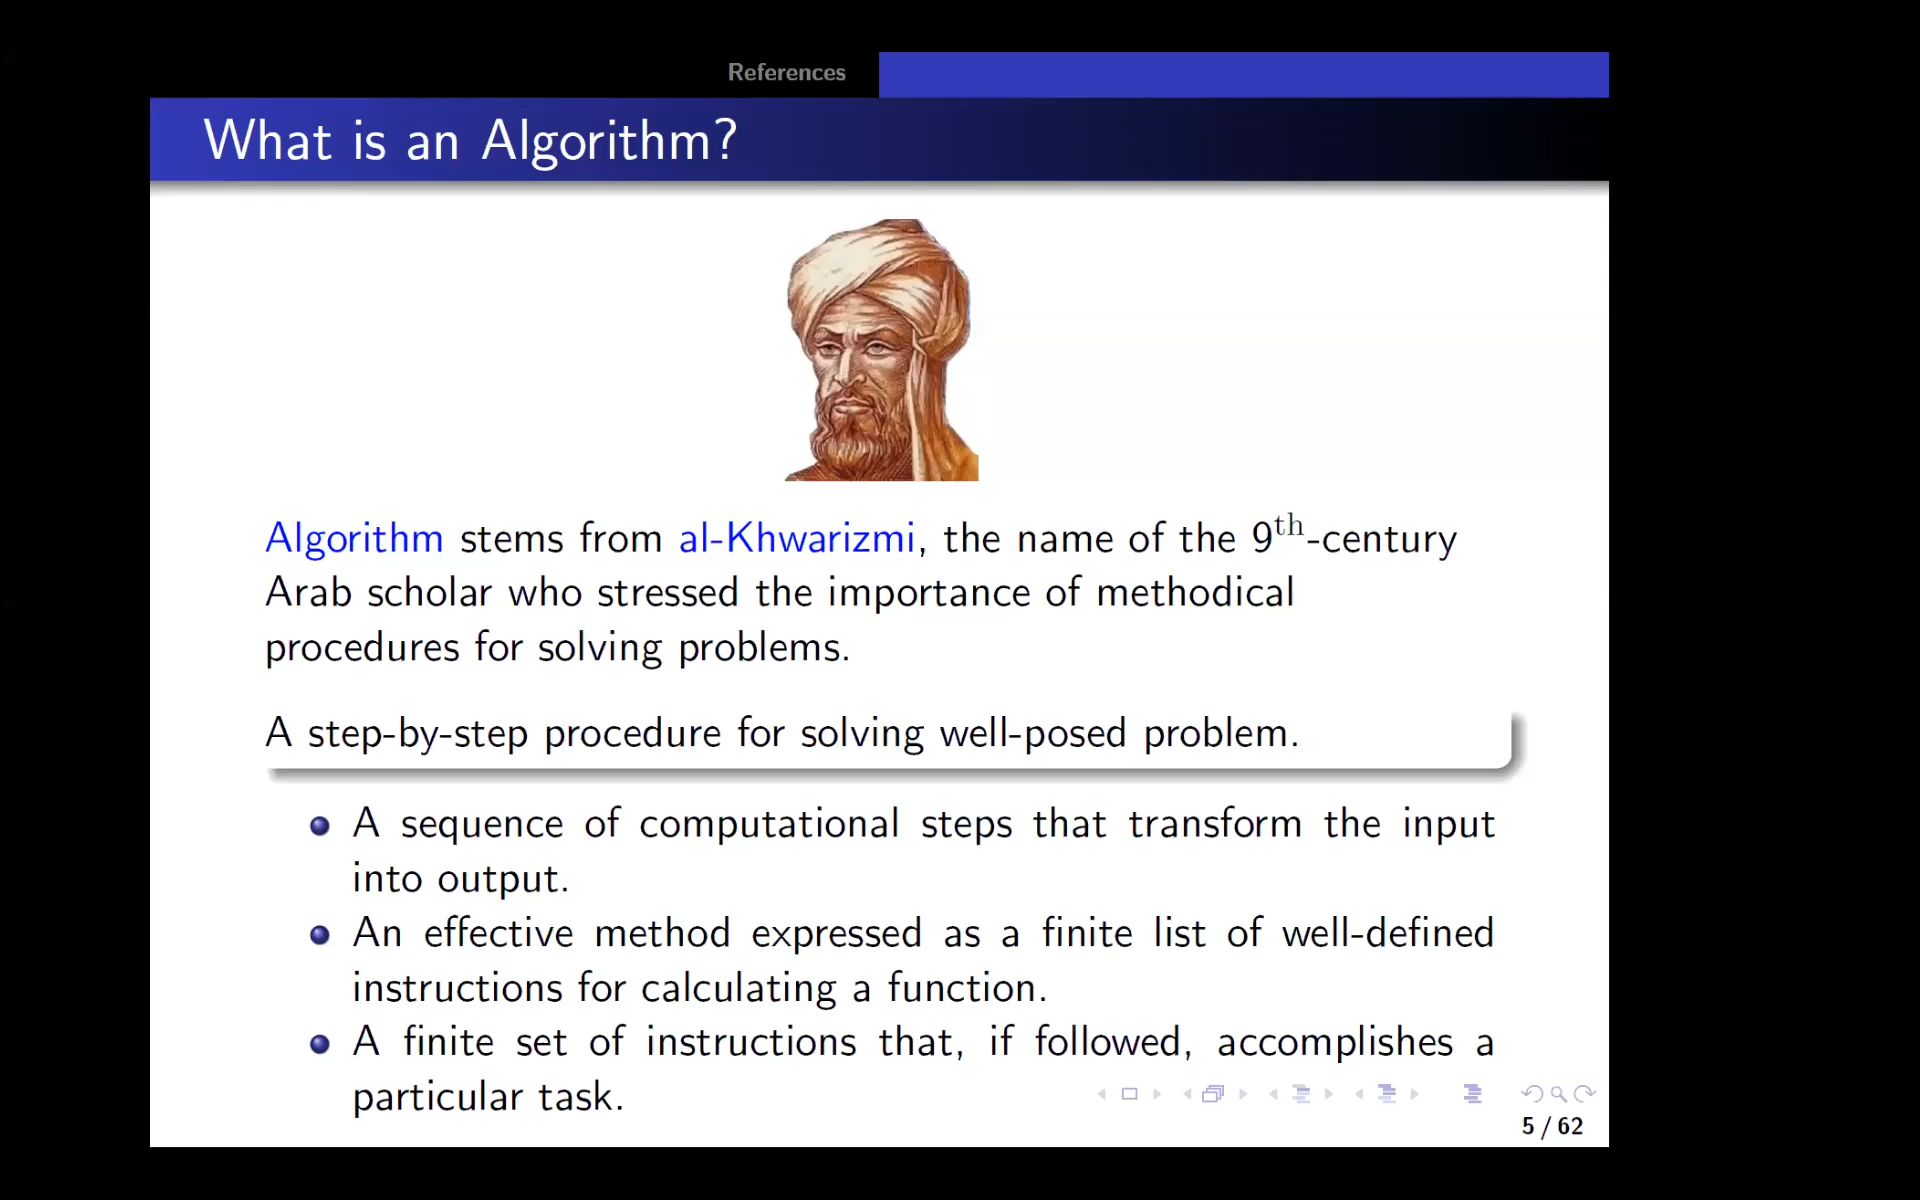 References
What is an Algorithm?
Algorithm stems from al-Khwarizmi, the name of the 9th-century
Arab scholar who stressed the importance of methodical
procedures for solving problems.
A step-by-step procedure for solving well-posed problem.
A sequence of computational steps that transform the input
into output.
An effective method expressed as a finite list of well-defined
instructions for calculating a function.
A finite set of instructions that, if followed, accomplishes a
particular task.
5 / 62